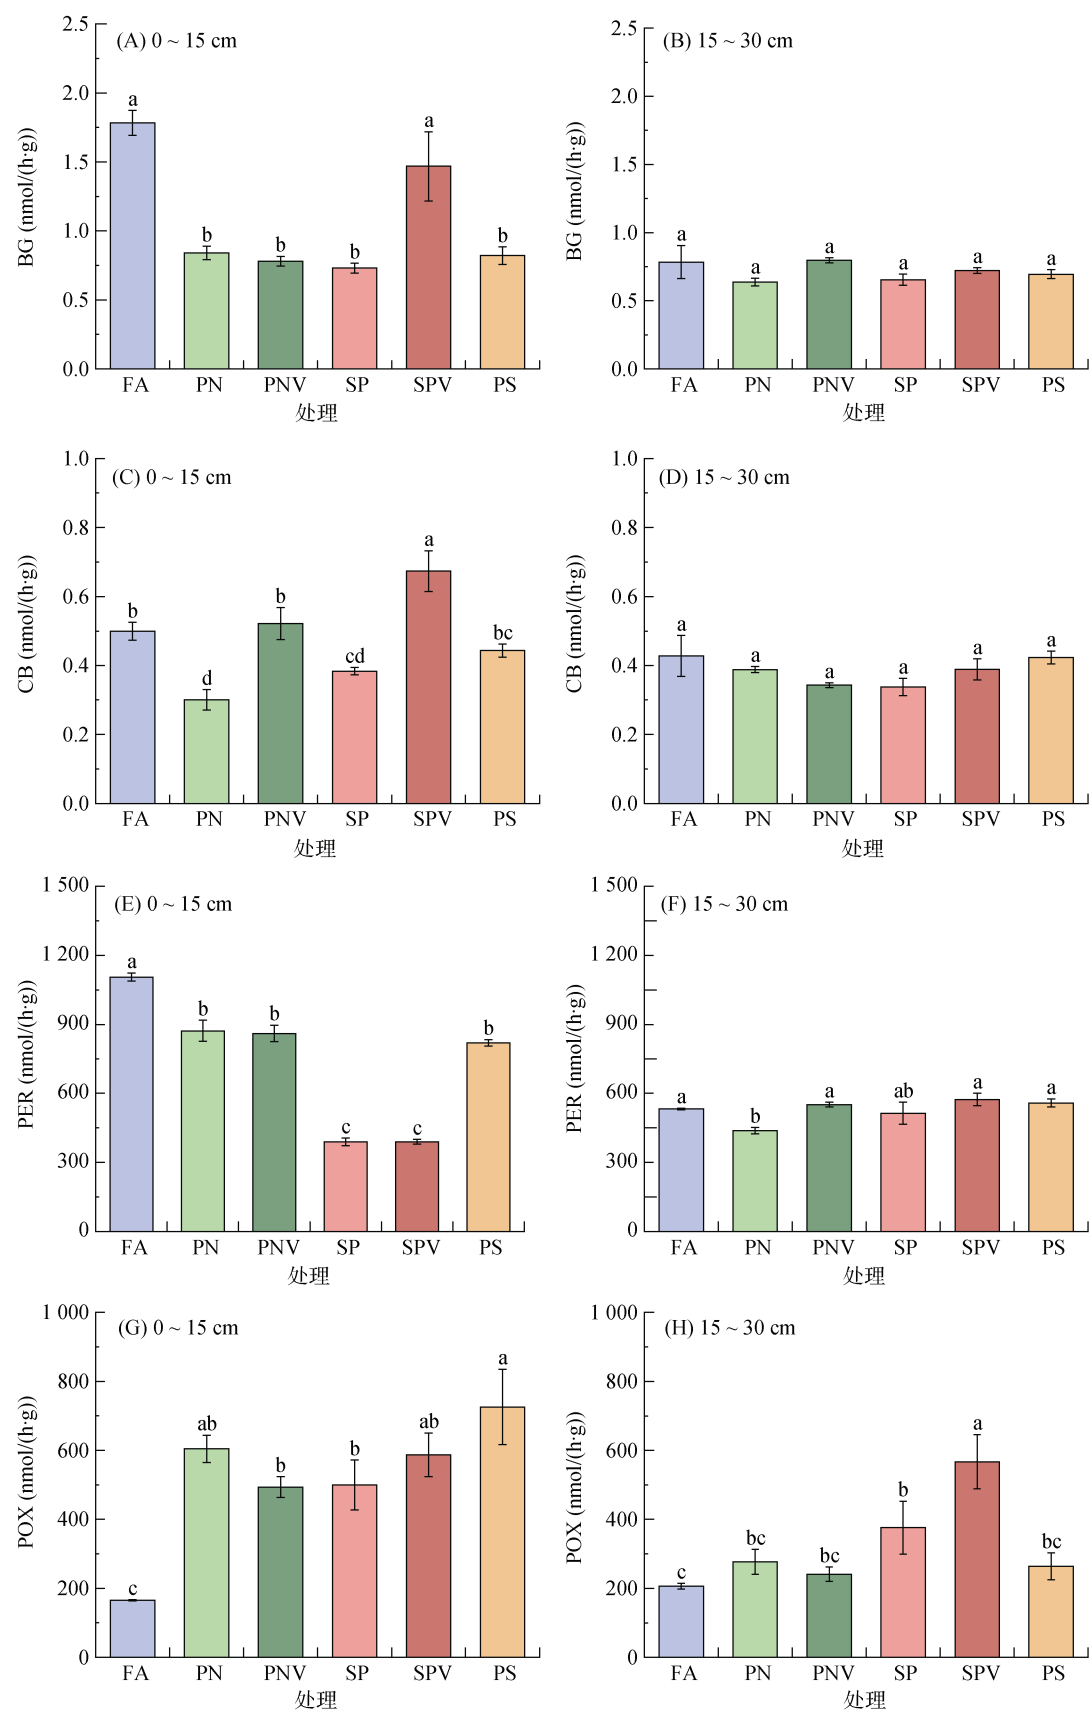 (A) 0 ~ 15 cm
BG (nmol/(h·g))
2.5
2.0
1.5
1.0
0.5
0.0
a
b
b
b
a
b
FA PN PNV SP SPV PS
处理
(B) 15 ~ 30 cm
BG (nmol/(h·g))
2.5
2.0
1.5
1.0
0.5
0.0
a
a
a
a
a
a
FA PN PNV SP SPV PS
处理
(C) 0 ~ 15 cm
CB (nmol/(h·g))
1.0
0.8
0.6
0.4
0.2
0.0
b
d
b
cd
a
bc
FA PN PNV SP SPV PS
处理
(D) 15 ~ 30 cm
CB (nmol/(h·g))
1.0
0.8
0.6
0.4
0.2
0.0
a
a
a
a
a
a
FA PN PNV SP SPV PS
处理
(E) 0 ~ 15 cm
PER (nmol/(h·g))
1 500
1 200
900
600
300
0
a
b
b
c
c
b
FA PN PNV SP SPV PS
处理
(F) 15 ~ 30 cm
PER (nmol/(h·g))
1 500
1 200
900
600
300
0
a
b
a
ab
a
a
FA PN PNV SP SPV PS
处理
(G) 0 ~ 15 cm
POX (nmol/(h·g))
1 000
800
600
400
200
0
c
ab
b
b
ab
a
FA PN PNV SP SPV PS
处理
(H) 15 ~ 30 cm
POX (nmol/(h·g))
1 000
800
600
400
200
0
c
bc
bc
b
a
bc
FA PN PNV SP SPV PS
处理